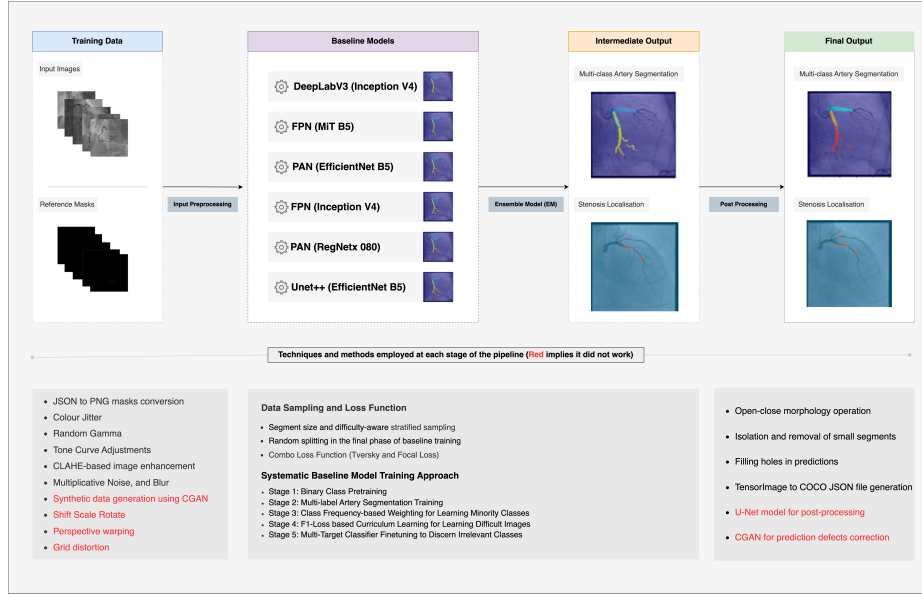 Training Data
Baseline Models
Intermediate Output
Final Output
Input Images
Reference Masks
Input Preprocessing
DeepLabV3 (Inception V4)
FPN (MiT B5)
PAN (EfficientNet B5)
FPN (Inception V4)
PAN (RegNetx 080)
Unet++ (EfficientNet B5)
Ensemble Model (EM)
Multi-class Artery Segmentation
Stenosis Localisation
Post Processing
Multi-class Artery Segmentation
Stenosis Localisation
Techniques and methods employed at each stage of the pipeline (Red implies it did not work)
• JSON to PNG masks conversion
• Colour Jitter
• Random Gamma
• Tone Curve Adjustments
• CLAHE-based image enhancement
• Multiplicative Noise, and Blur
• Synthetic data generation using CGAN
• Shift Scale Rotate
• Perspective warping
• Grid distortion
Data Sampling and Loss Function
• Segment size and difficulty-aware stratified sampling
• Random splitting in the final phase of baseline training
• Combo Loss Function (Tversky and Focal Loss)
Systematic Baseline Model Training Approach
• Stage 1: Binary Class Pretraining
• Stage 2: Multi-label Artery Segmentation Training
• Stage 3: Class Frequency-based Weighting for Learning Minority Classes
• Stage 4: F1-Loss based Curriculum Learning for Learning Difficult Images
• Stage 5: Multi-Target Classifier Finetuning to Discern Irrelevant Classes
• Open-close morphology operation
• Isolation and removal of small segments
• Filling holes in predictions
• TensorImage to COCO JSON file generation
• U-Net model for post-processing
• CGAN for prediction defects correction